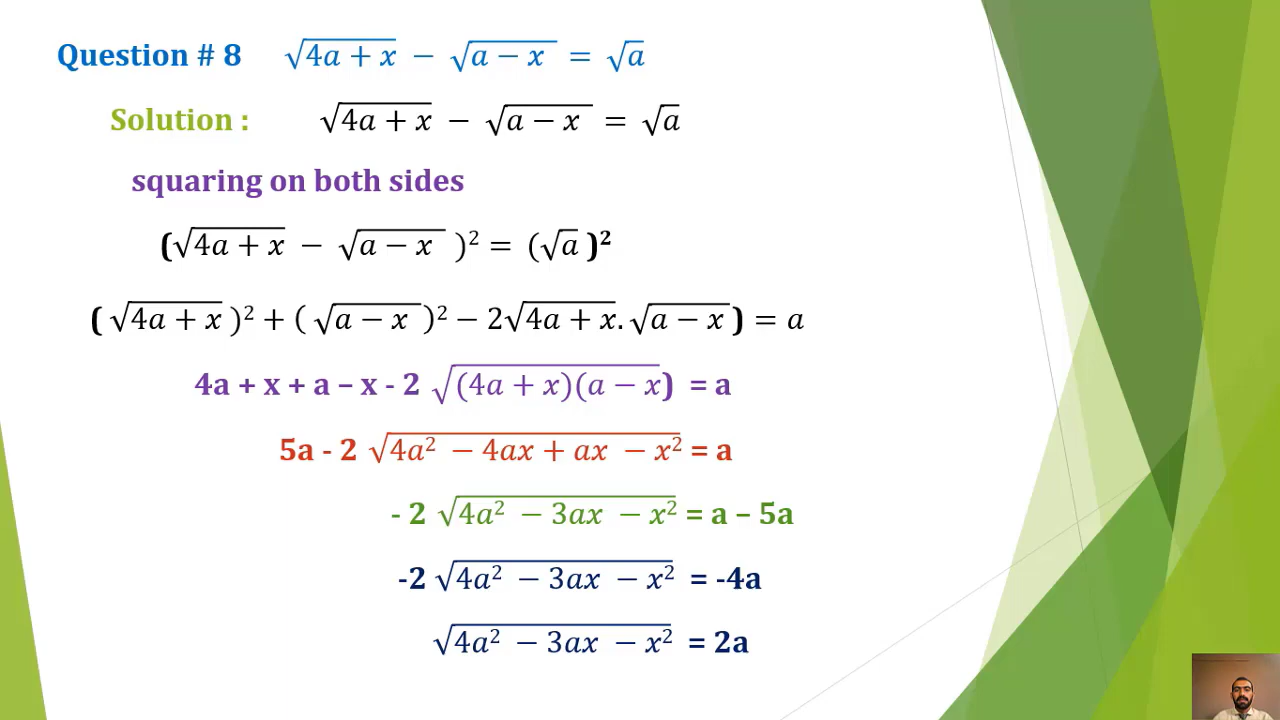 Question # 8 √(4a + x) − √(a − x) = √a
Solution : √(4a + x) − √(a − x) = √a
squaring on both sides
(√(4a + x) − √(a − x) )² = (√a )²
( √(4a + x) )² + ( √(a − x) )² − 2√(4a + x). √(a − x) ) = a
4a + x + a – x - 2 √((4a + x)(a − x) ) = a
5a - 2 √(4a² − 4ax + ax − x²) = a
- 2 √(4a² − 3ax − x²) = a – 5a
-2 √(4a² − 3ax − x²) = -4a
√(4a² − 3ax − x²) = 2a